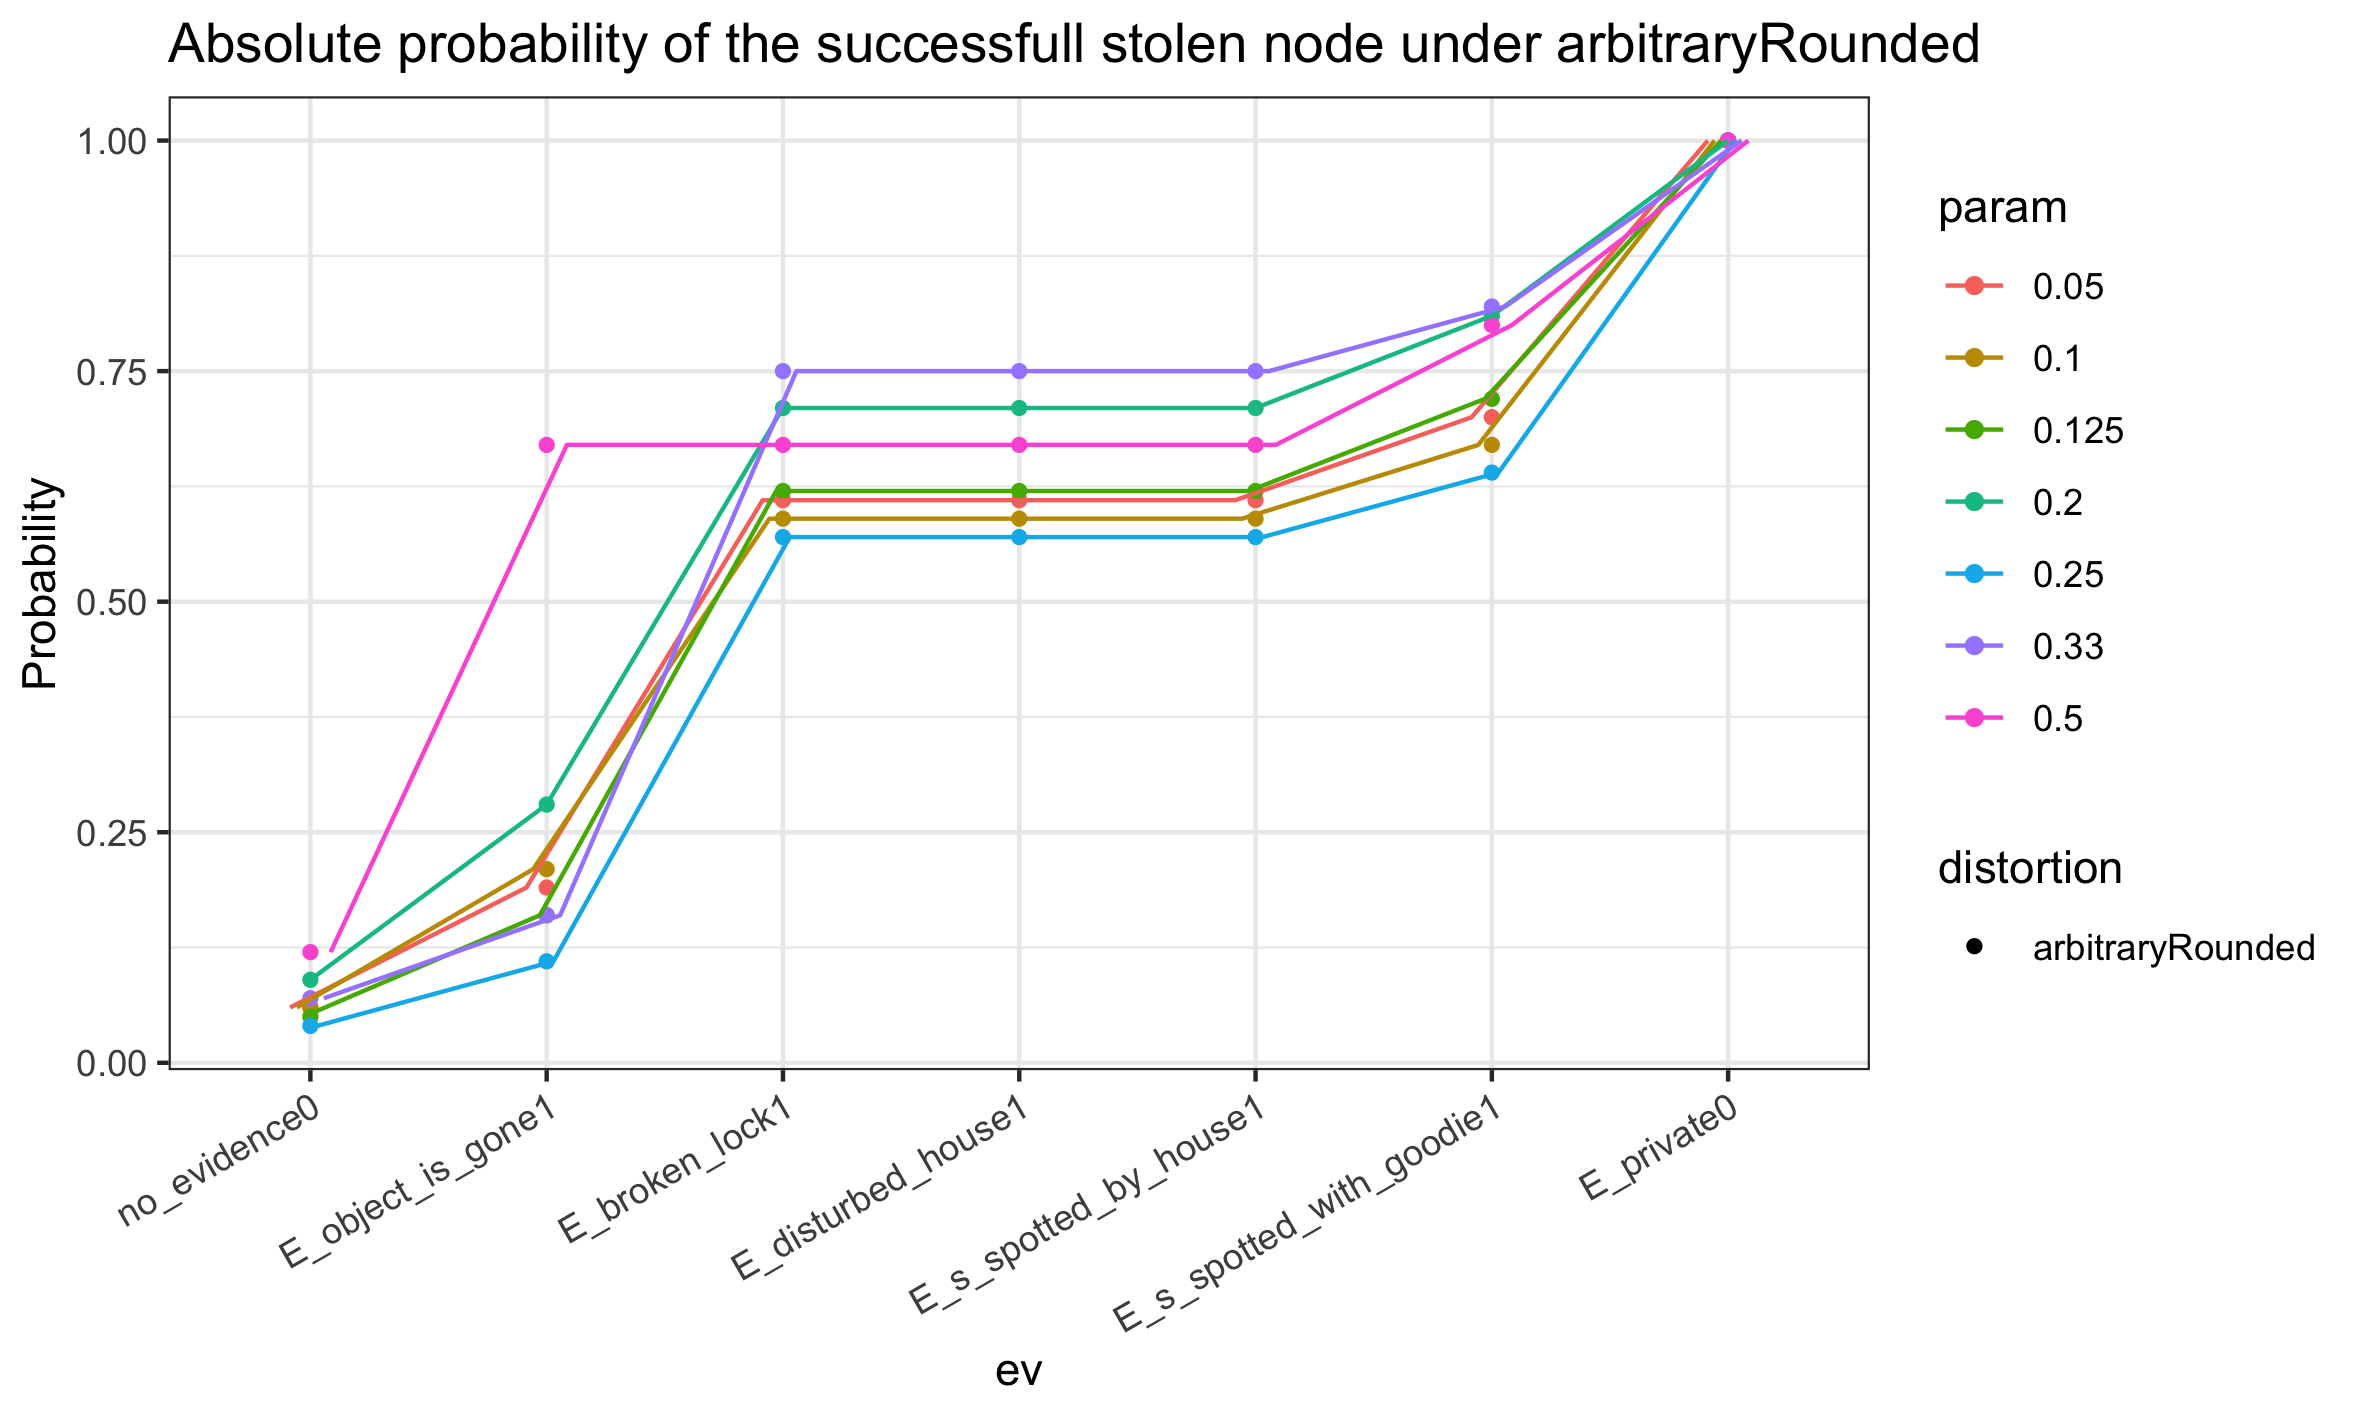 Absolute probability of the successfull stolen node under arbitraryRounded
Probability
1.00
0.75
0.50
0.25
0.00
no_evidence0
E_object_is_gone1
E_broken_lock1
E_disturbed_house1
E_s_spotted_by_house1
E_s_spotted_with_goodie1
E_private0
ev
param
0.05
0.1
0.125
0.2
0.25
0.33
0.5
distortion
arbitraryRounded